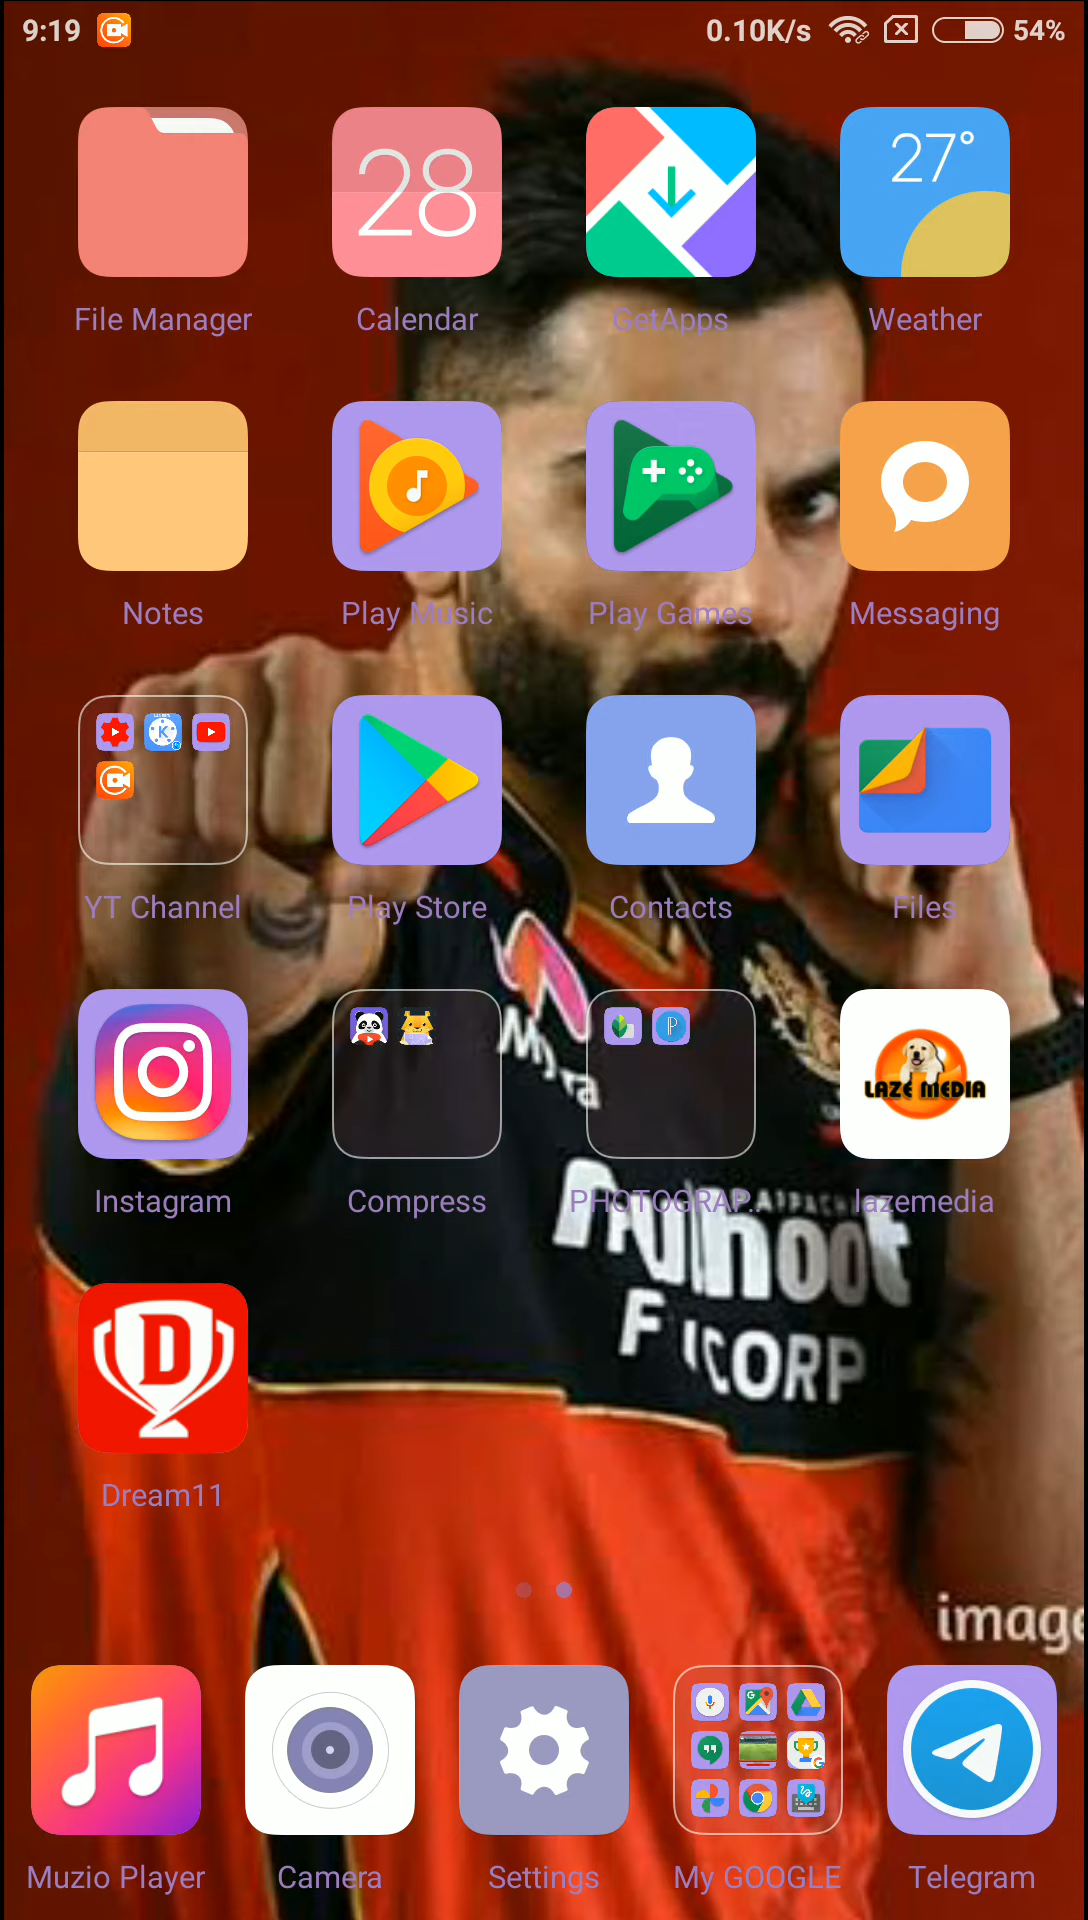 9:19 0.10K/s 54%
28 27°
File Manager Calendar GetApps Weather
Notes Play Music Play Games Messaging
K
YT Channel Play Store Contacts Files
LAZE MEDIA
Instagram Compress PHOTOGRAP.. lazemedia
F CORP
D
Dream11
image
Muzio Player Camera Settings My GOOGLE Telegram